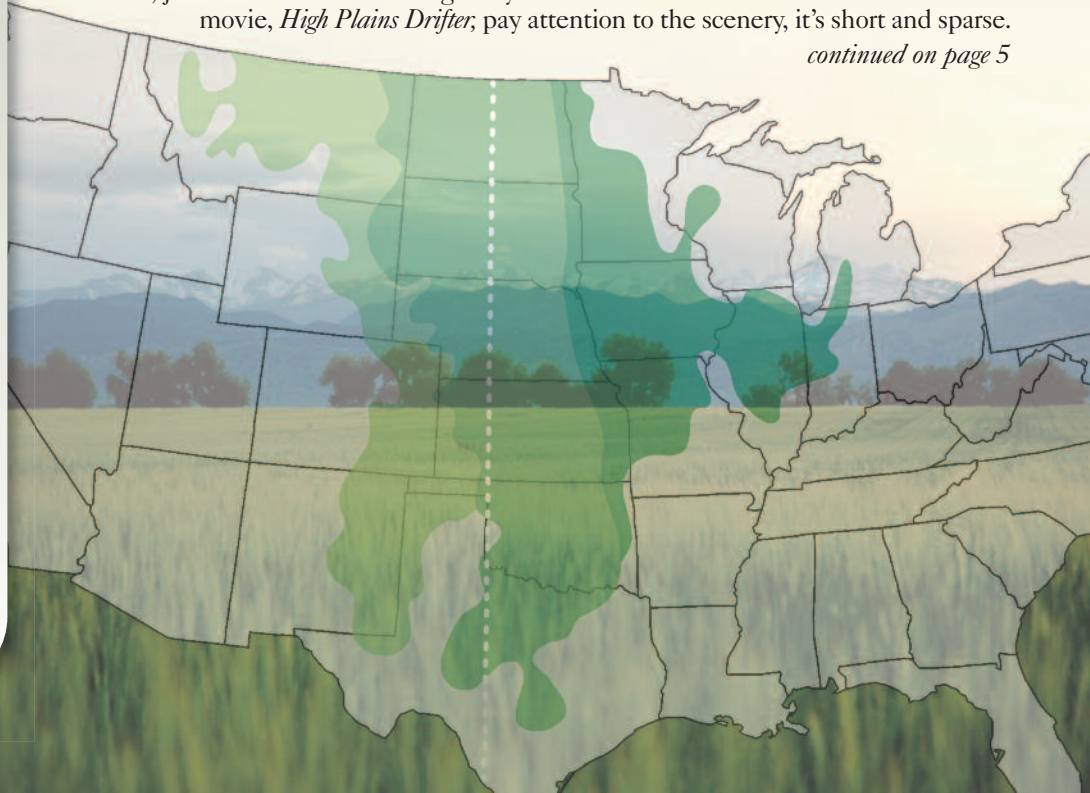 movie, High Plains Drifter, pay attention to the scenery, it's short and sparse.
continued on page 5